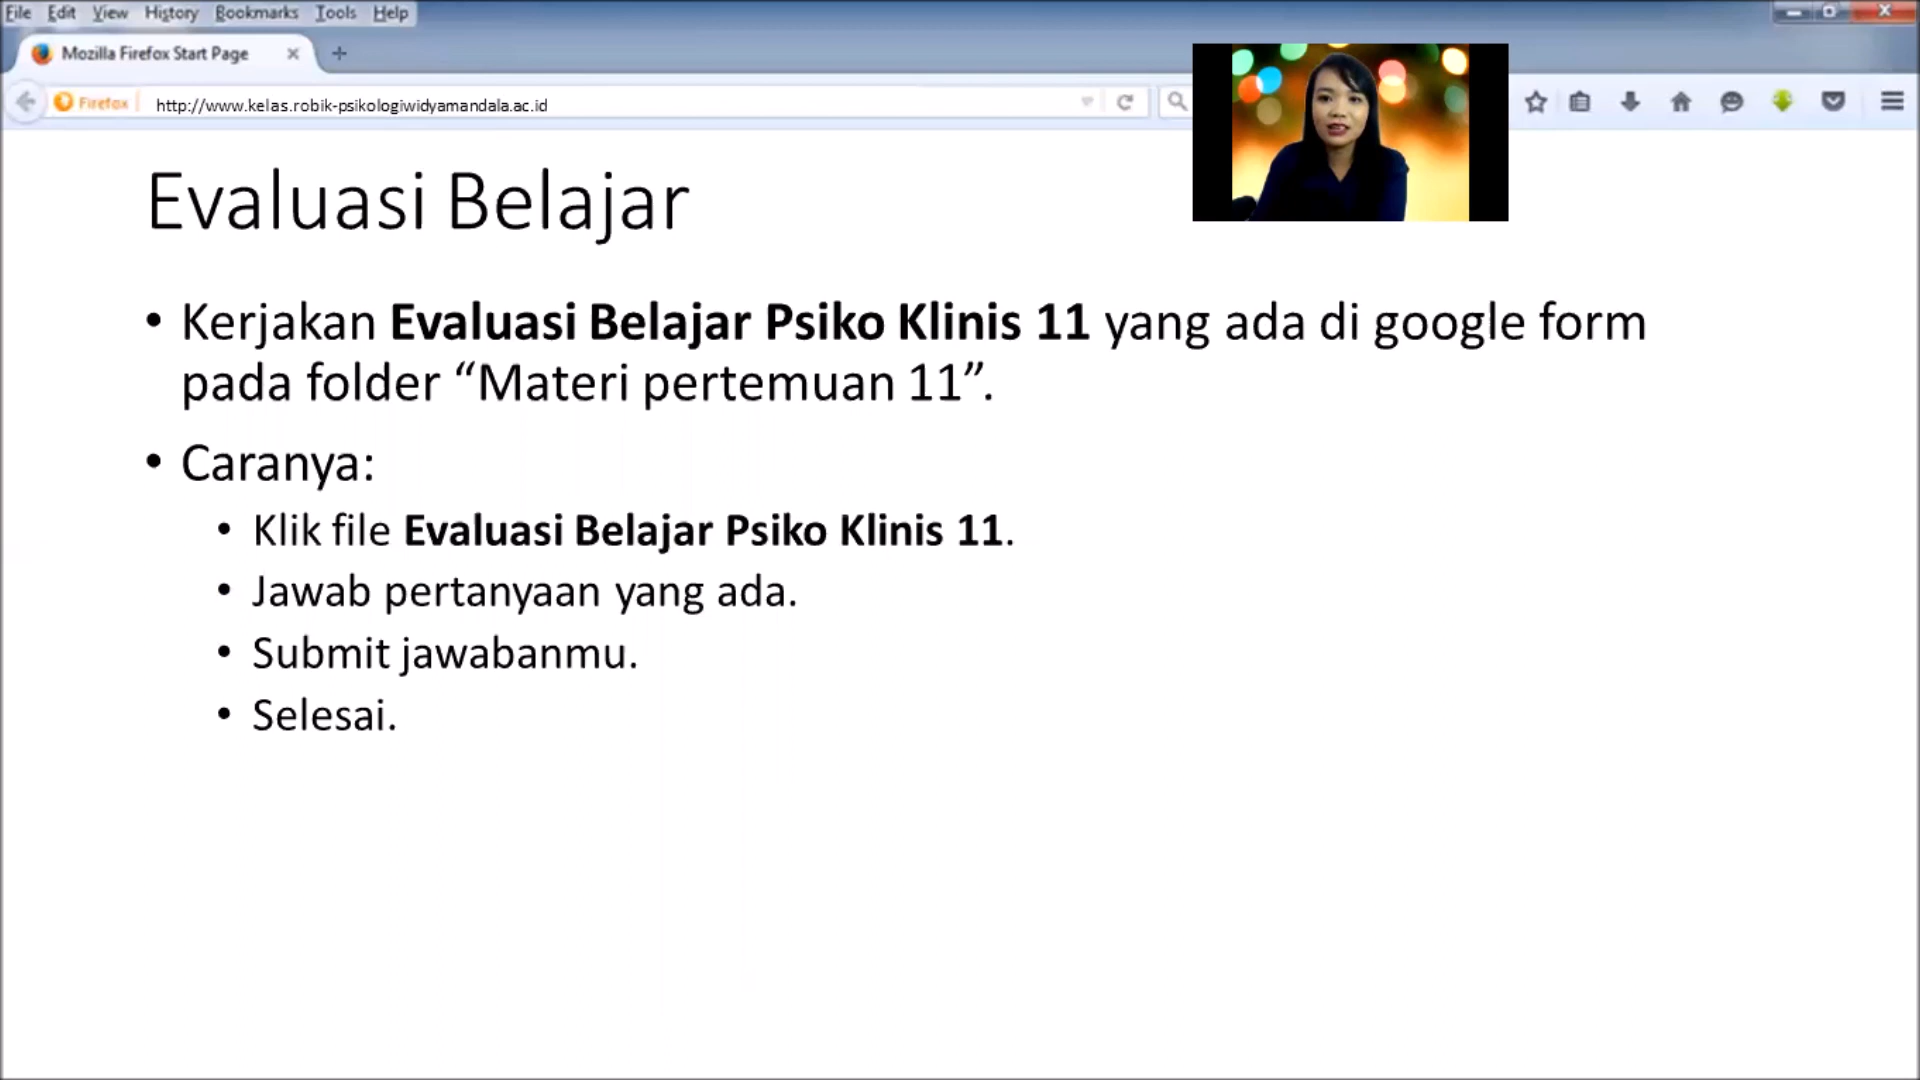 File Edit View History Bookmarks Tools Help
Mozilla Firefox Start Page
Firefox http://www.kelas.robik-psikologiwidyamandala.ac.id
Evaluasi Belajar
• Kerjakan Evaluasi Belajar Psiko Klinis 11 yang ada di google form
pada folder “Materi pertemuan 11”.
• Caranya:
• Klik file Evaluasi Belajar Psiko Klinis 11.
• Jawab pertanyaan yang ada.
• Submit jawabanmu.
• Selesai.